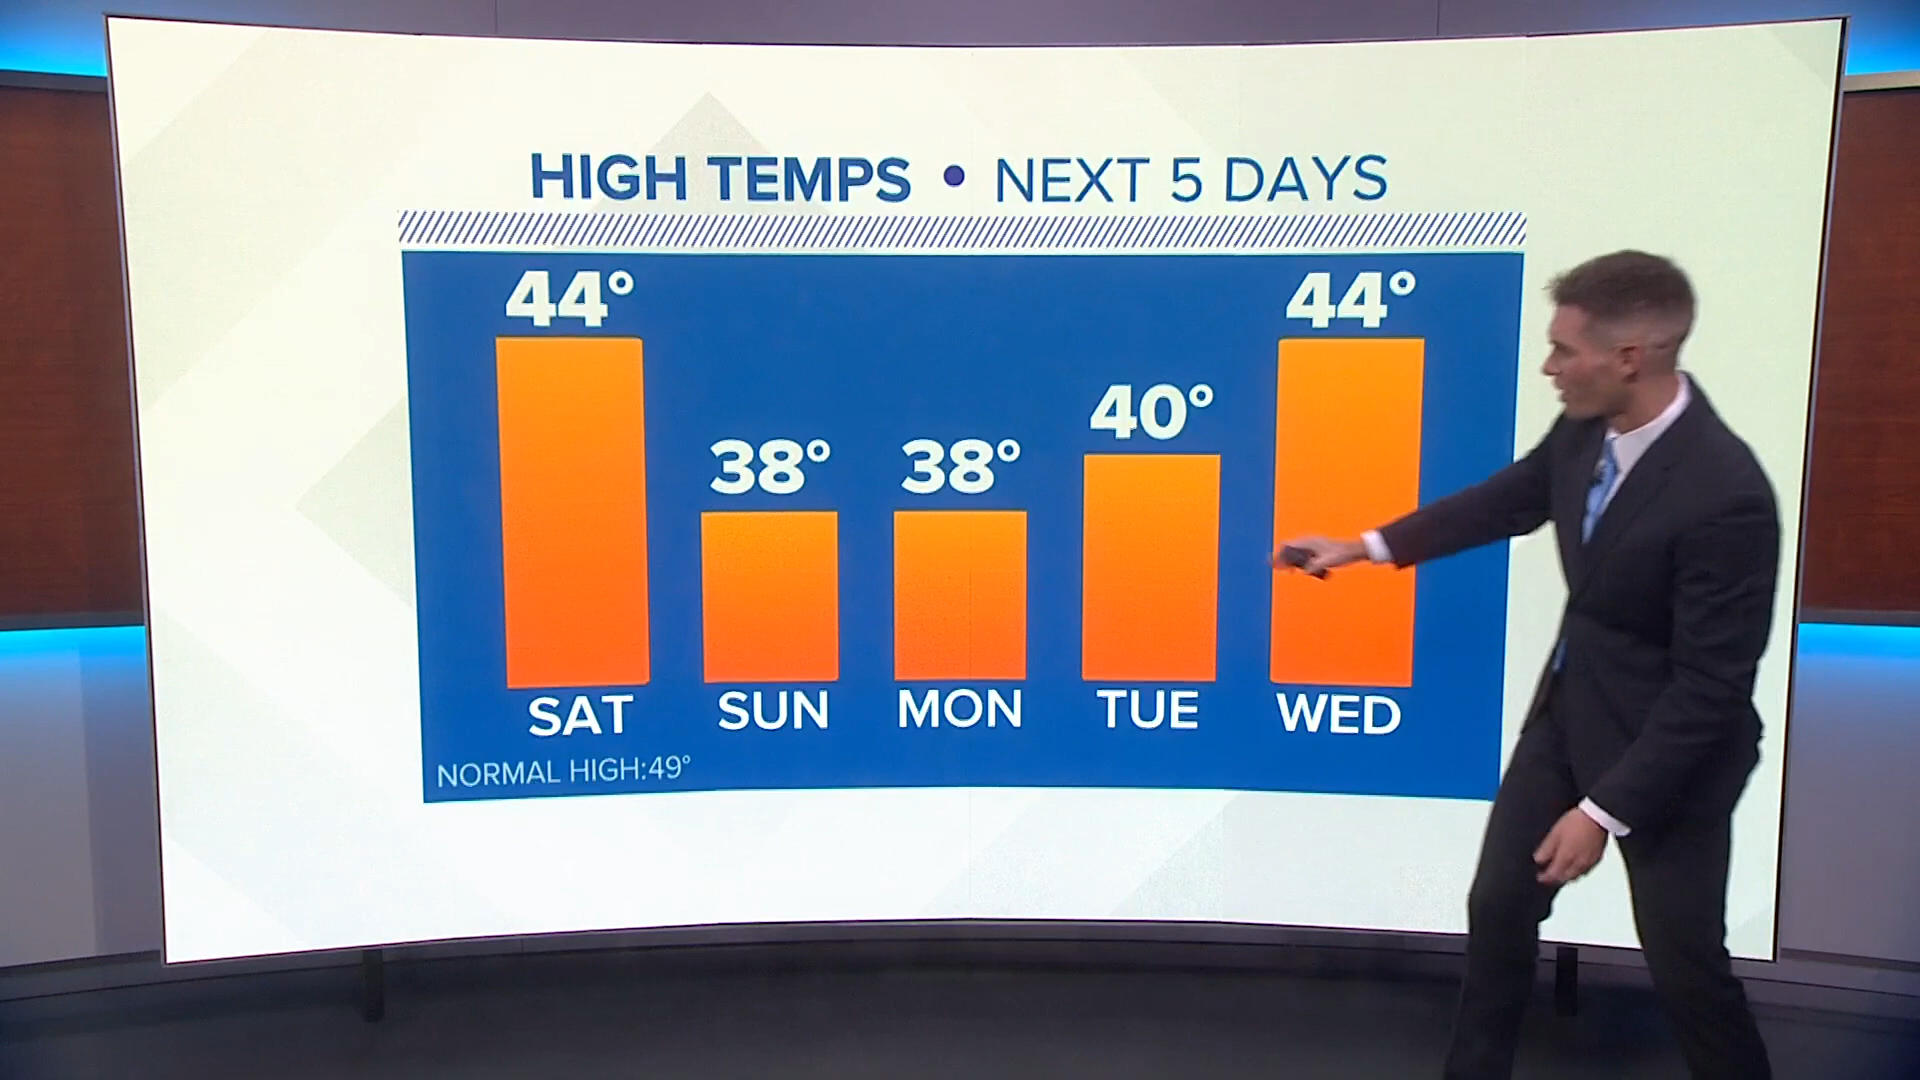 HIGH TEMPS • NEXT 5 DAYS
44° 38° 38° 40° 44°
SAT SUN MON TUE WED
NORMAL HIGH:49°